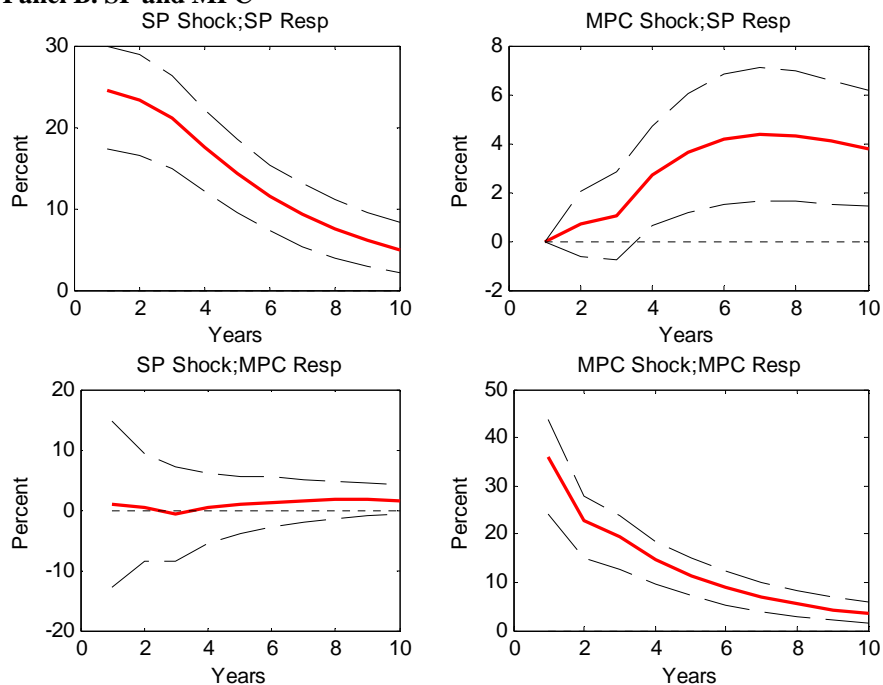 Panel B. SP and MPC
SP Shock;SP Resp
30
20
10
0
Percent
0 2 4 6 8 10
Years
MPC Shock;SP Resp
8
6
4
2
0
-2
Percent
0 2 4 6 8 10
Years
SP Shock;MPC Resp
20
10
0
-10
-20
Percent
0 2 4 6 8 10
Years
MPC Shock;MPC Resp
50
40
30
20
10
0
Percent
0 2 4 6 8 10
Years